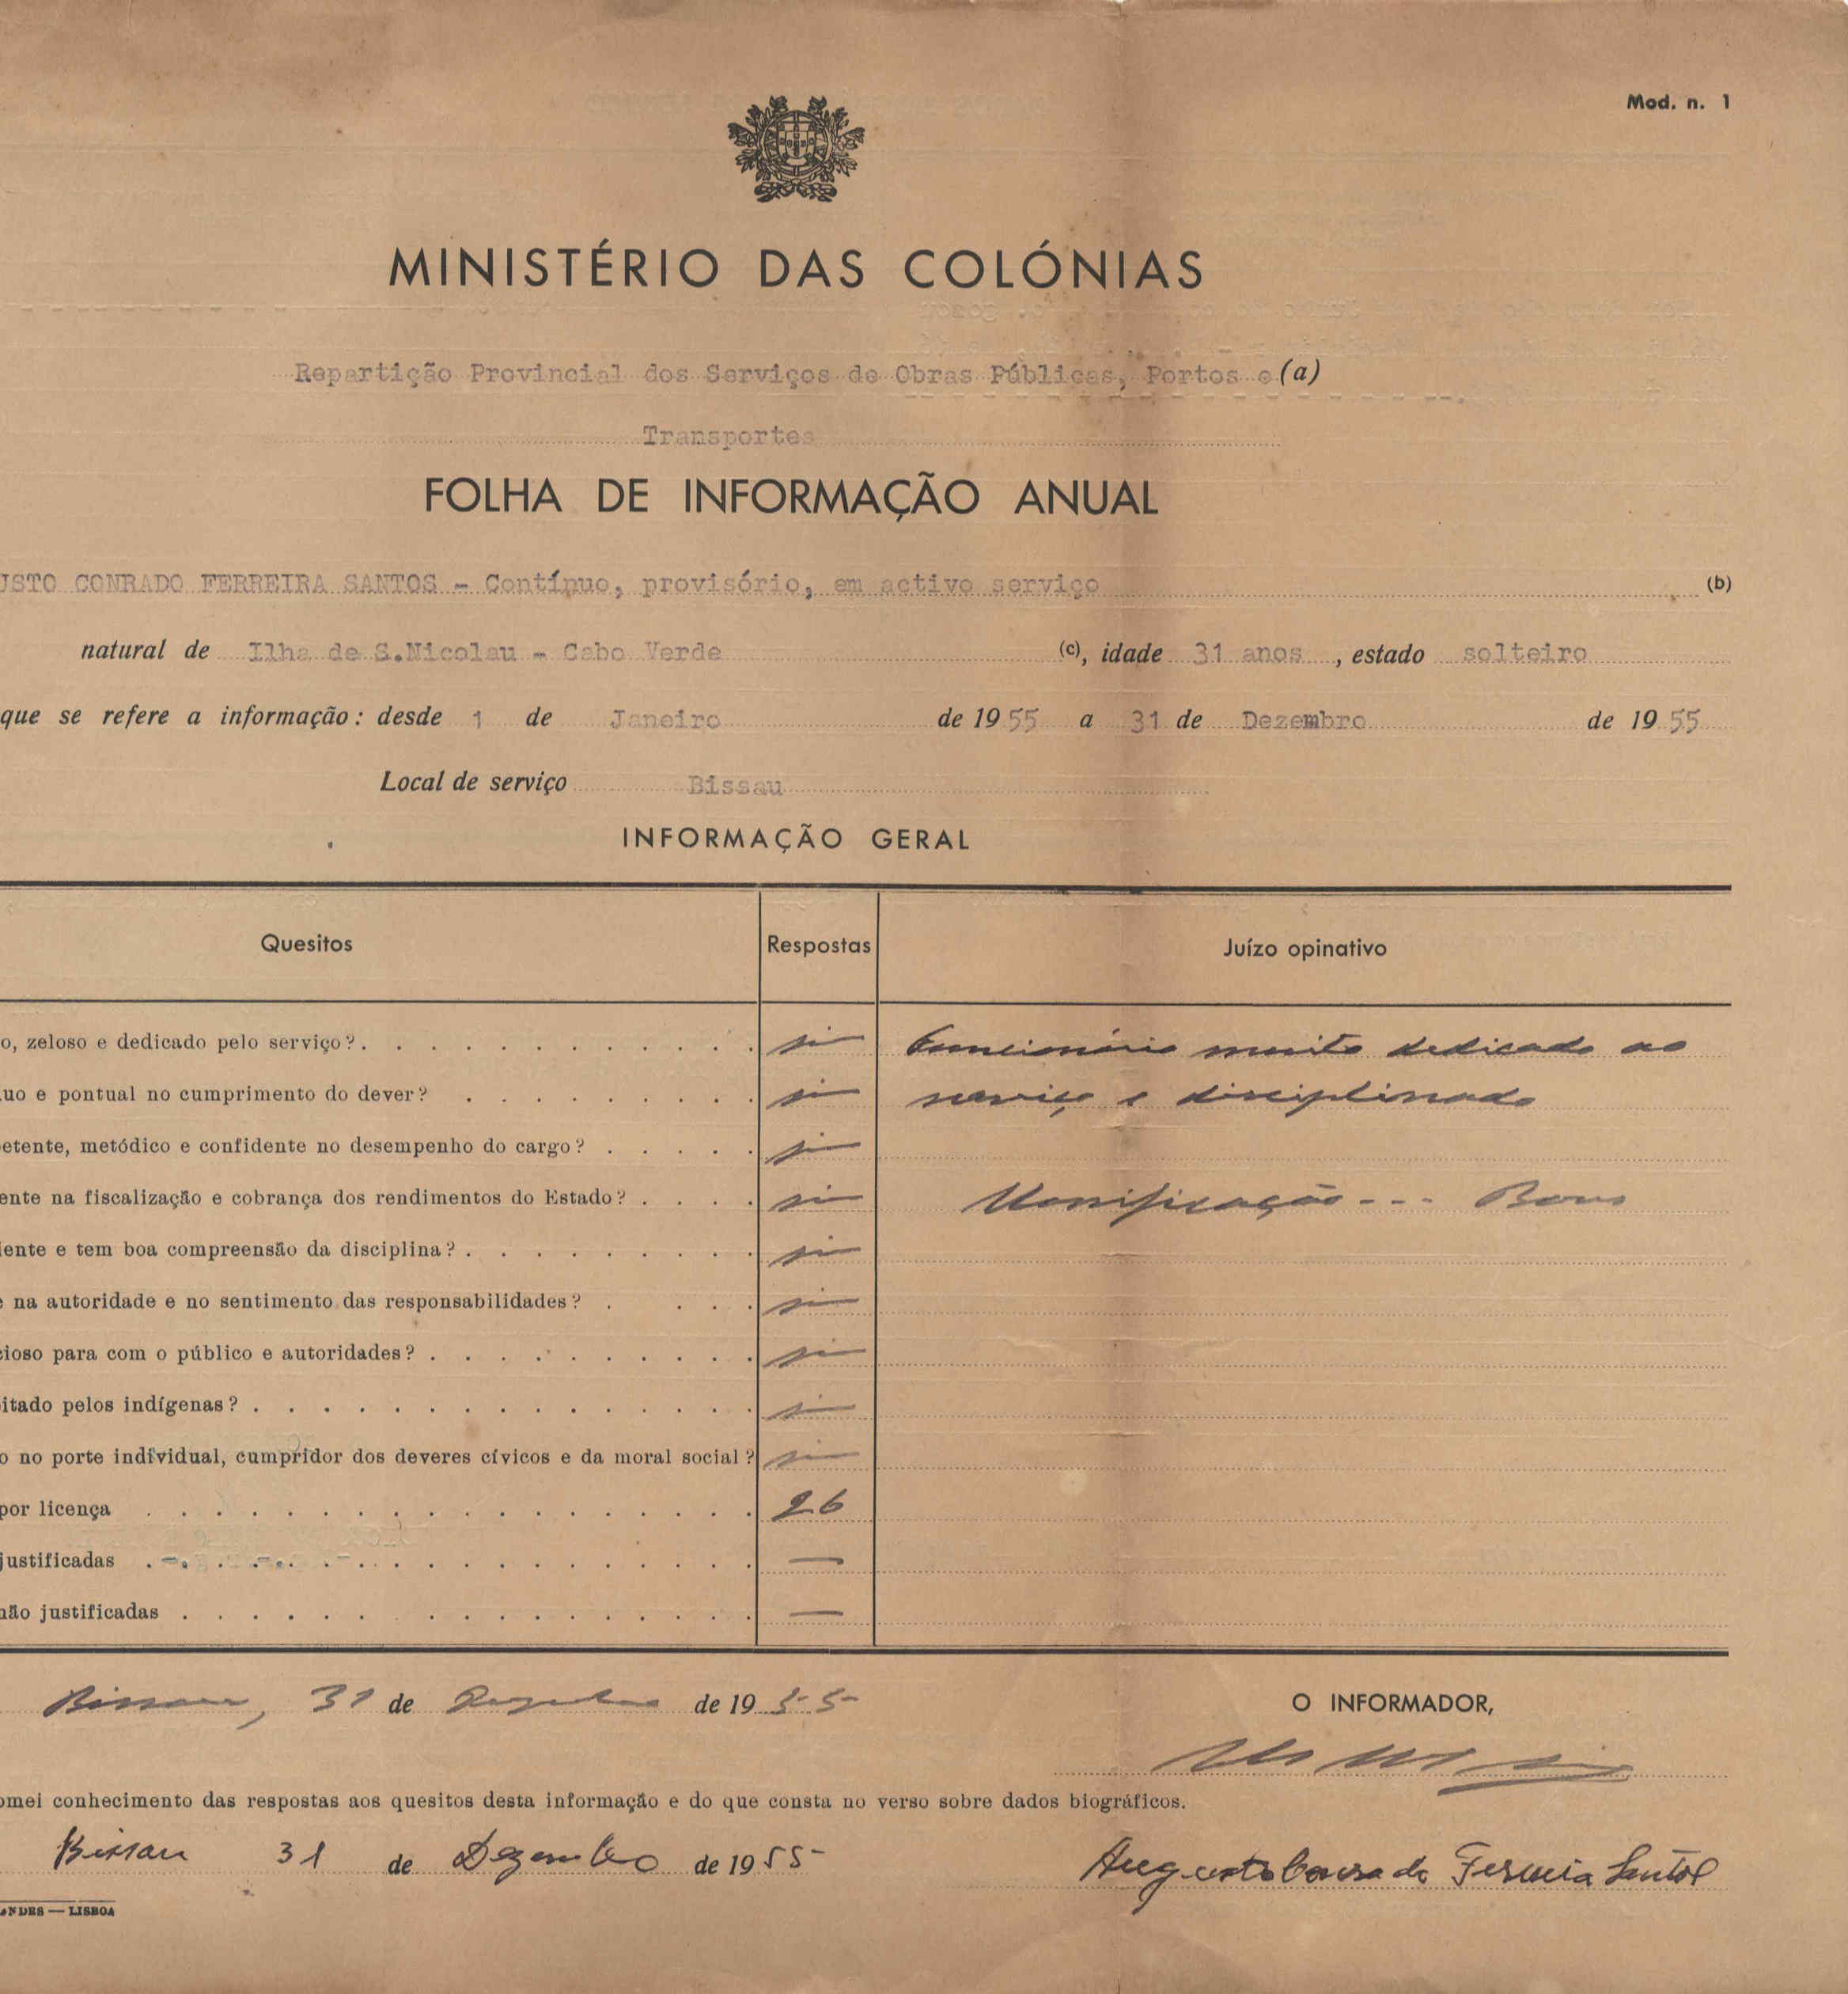 Mod. n. 1
MINISTÉRIO DAS COLÓNIAS
Repartição Provincial dos Serviços de Obras Públicas, Portos e (a)
Transportes
FOLHA DE INFORMAÇÃO ANUAL
USTO CONRADO FERREIRA SANTOS - Contínuo, provisório, em activo serviço (b)
natural de Ilha de S.Nicolau - Cabo Verde (c), idade 31 anos, estado solteiro
que se refere a informação: desde 1 de Janeiro de 1955 a 31 de Dezembro de 1955
Local de serviço Bissau
INFORMAÇÃO GERAL
Quesitos Respostas Juízo opinativo
o, zeloso e dedicado pelo serviço? sim Funcionário muito dedicado ao
uo e pontual no cumprimento do dever? sim serviço e disciplinado
etente, metódico e confidente no desempenho do cargo? sim
ente na fiscalização e cobrança dos rendimentos do Estado? sim Bom
iente e tem boa compreensão da disciplina? sim
e na autoridade e no sentimento das responsabilidades? sim
cioso para com o público e autoridades? sim
itado pelos indígenas? sim
o no porte individual, cumpridor dos deveres cívicos e da moral social? sim
por licença 26
justificadas —
não justificadas —
Bissau, 31 de Dezembro de 1955
O INFORMADOR,
omei conhecimento das respostas aos quesitos desta informação e do que consta no verso sobre dados biográficos.
Bissau 31 de Dezembro de 1955 Augusto Conrado Ferreira Santos
ANDES — LISBOA